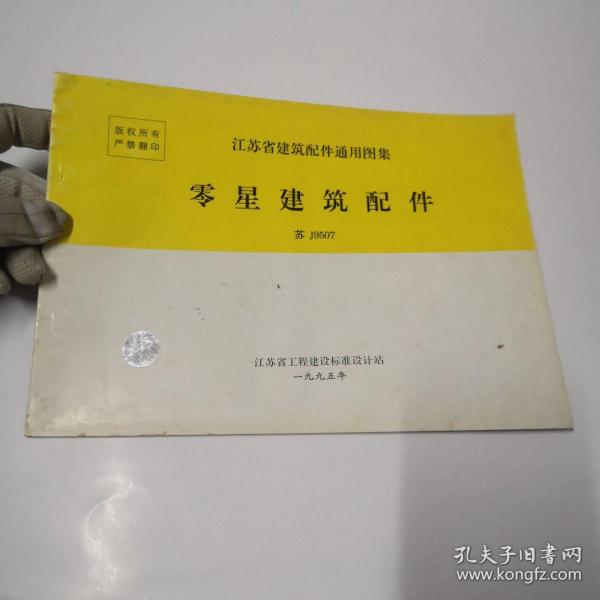 版权所有
严禁翻印
江苏省建筑配件通用图集
零星建筑配件
苏 J9507
江苏省工程建设标准设计站
一九九五年
孔夫子旧书网
www.kongfz.com